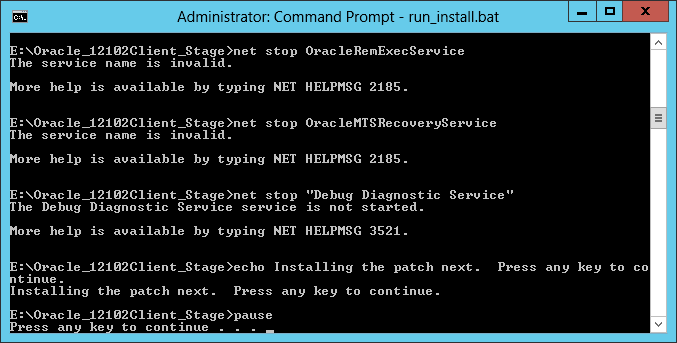 Administrator: Command Prompt - run_install.bat
E:\Oracle_12102Client_Stage>net stop OracleRemExecService
The service name is invalid.
More help is available by typing NET HELPMSG 2185.
E:\Oracle_12102Client_Stage>net stop OracleMTSRecoveryService
The service name is invalid.
More help is available by typing NET HELPMSG 2185.
E:\Oracle_12102Client_Stage>net stop "Debug Diagnostic Service"
The Debug Diagnostic Service service is not started.
More help is available by typing NET HELPMSG 3521.
E:\Oracle_12102Client_Stage>echo Installing the patch next.  Press any key to co
ntinue.
Installing the patch next.  Press any key to continue.
E:\Oracle_12102Client_Stage>pause
Press any key to continue . . .